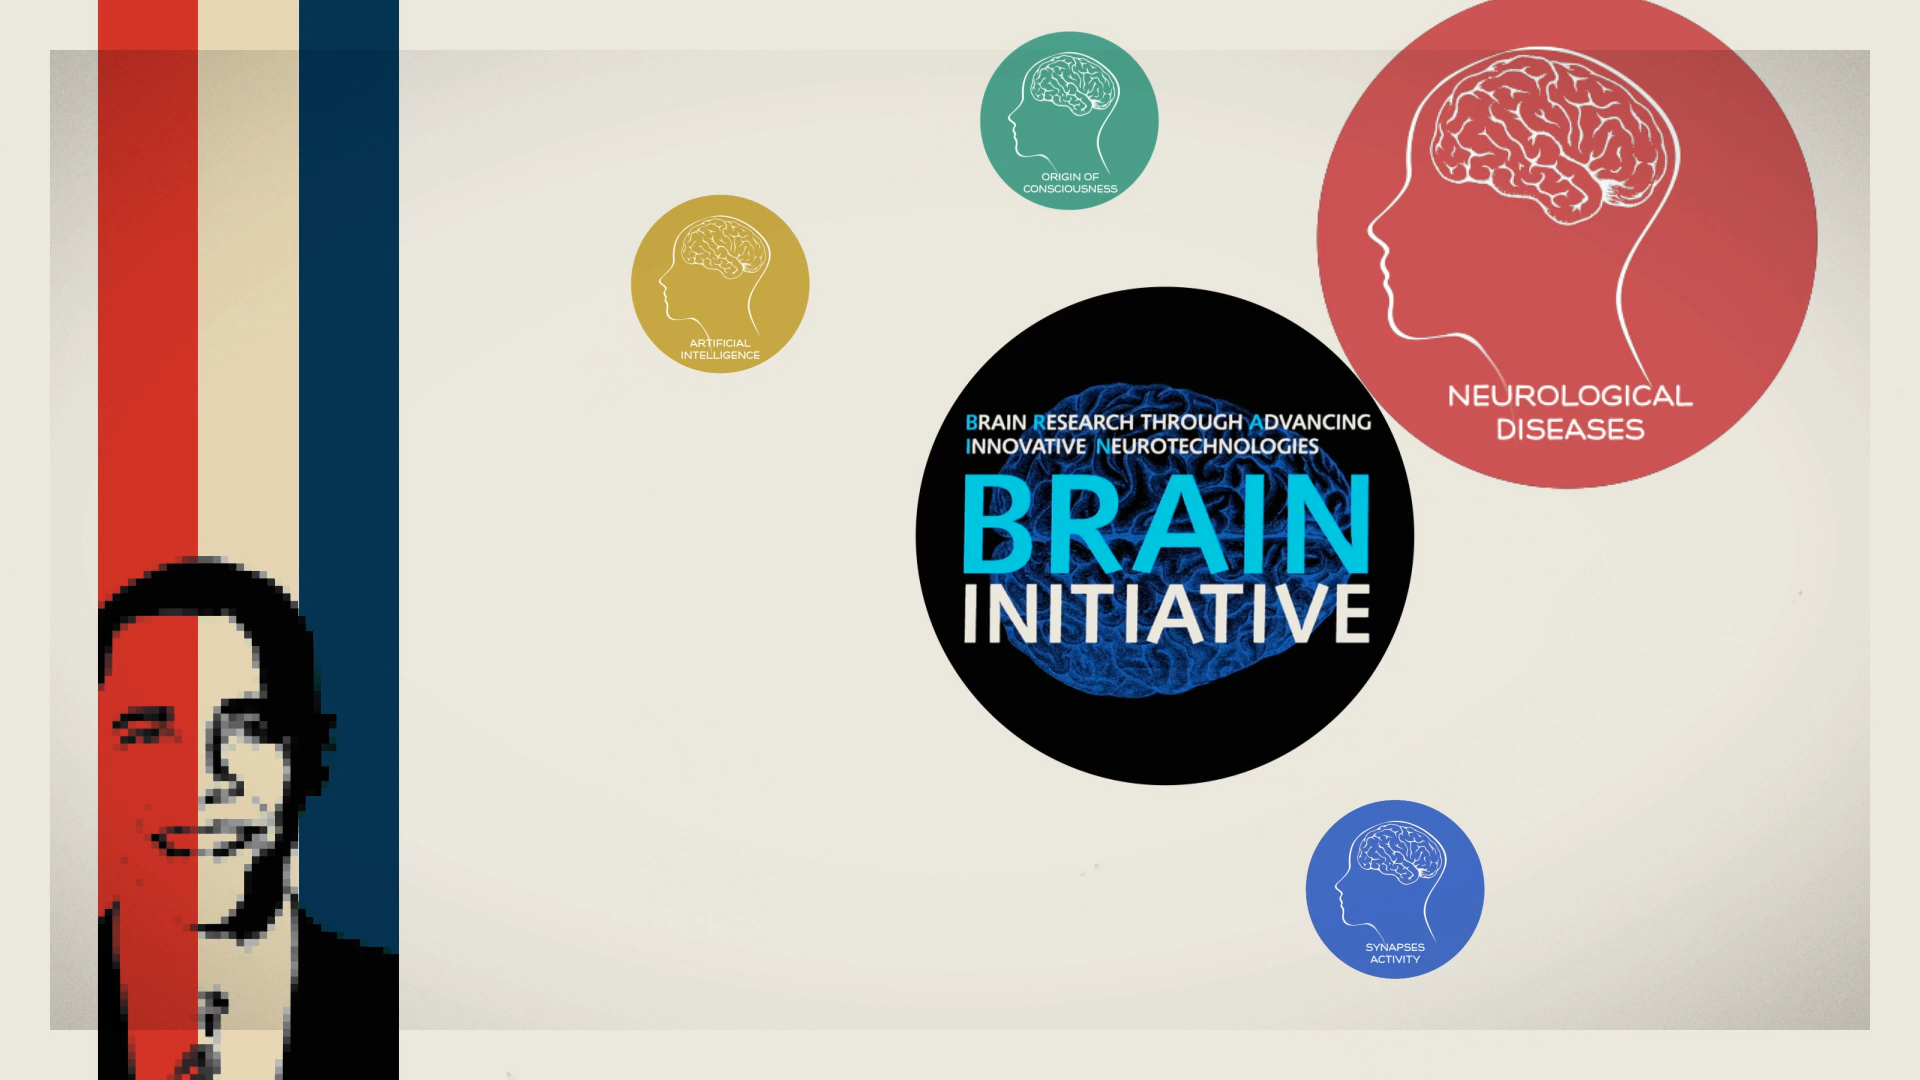 ORIGIN OF
CONSCIOUSNESS
ARTIFICIAL
INTELLIGENCE
NEUROLOGICAL
DISEASES
BRAIN RESEARCH THROUGH ADVANCING
INNOVATIVE NEUROTECHNOLOGIES
BRAIN
INITIATIVE
SYNAPSES
ACTIVITY